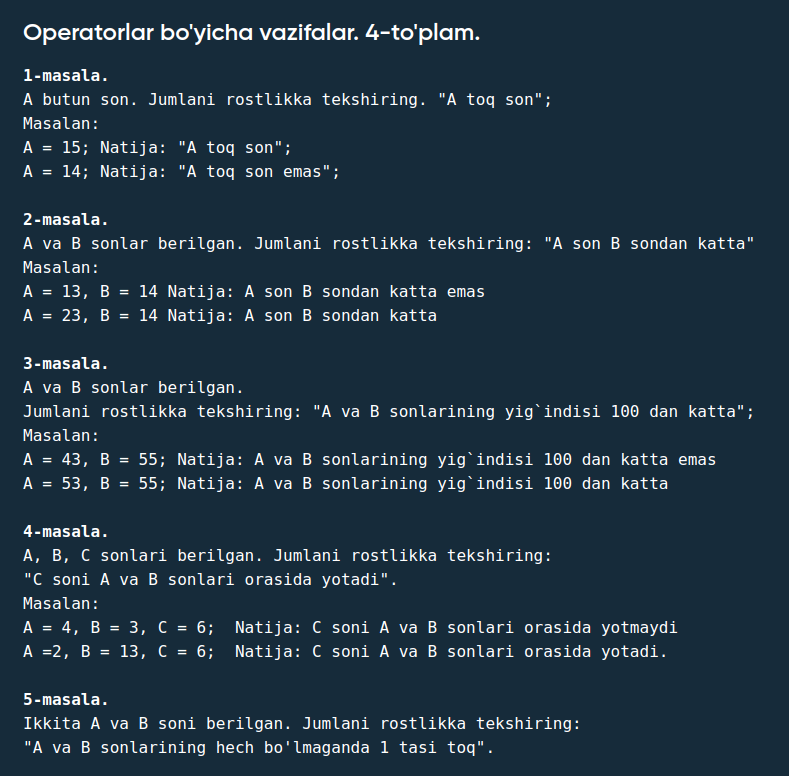 Operatorlar bo'yicha vazifalar. 4-to'plam.
1-masala.
A butun son. Jumlani rostlikka tekshiring. "A toq son";
Masalan:
A = 15; Natija: "A toq son";
A = 14; Natija: "A toq son emas";
2-masala.
A va B sonlar berilgan. Jumlani rostlikka tekshiring: "A son B sondan katta"
Masalan:
A = 13, B = 14 Natija: A son B sondan katta emas
A = 23, B = 14 Natija: A son B sondan katta
3-masala.
A va B sonlar berilgan.
Jumlani rostlikka tekshiring: "A va B sonlarining yig`indisi 100 dan katta";
Masalan:
A = 43, B = 55; Natija: A va B sonlarining yig`indisi 100 dan katta emas
A = 53, B = 55; Natija: A va B sonlarining yig`indisi 100 dan katta
4-masala.
A, B, C sonlari berilgan. Jumlani rostlikka tekshiring:
"C soni A va B sonlari orasida yotadi".
Masalan:
A = 4, B = 3, C = 6;  Natija: C soni A va B sonlari orasida yotmaydi
A =2, B = 13, C = 6;  Natija: C soni A va B sonlari orasida yotadi.
5-masala.
Ikkita A va B soni berilgan. Jumlani rostlikka tekshiring:
"A va B sonlarining hech bo'lmaganda 1 tasi toq".